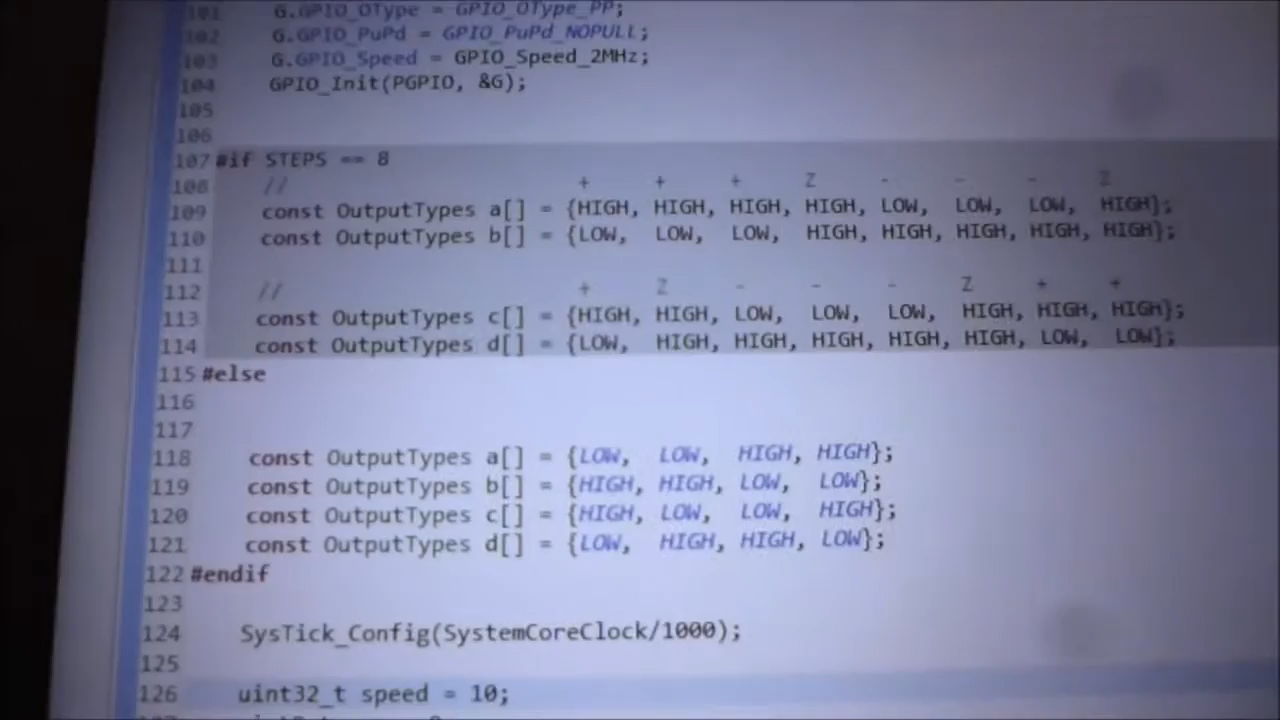 101 G.GPIO_OType = GPIO_OType_PP;
102 G.GPIO_PuPd = GPIO_PuPd_NOPULL;
103 G.GPIO_Speed = GPIO_Speed_2MHz;
104 GPIO_Init(PGPIO, &G);
105
106
107 #if STEPS == 8
108 // + + + Z - - - Z
109 const OutputTypes a[] = {HIGH, HIGH, HIGH, HIGH, LOW, LOW, LOW, HIGH};
110 const OutputTypes b[] = {LOW, LOW, LOW, HIGH, HIGH, HIGH, HIGH, HIGH};
111
112 // + Z - - - Z + +
113 const OutputTypes c[] = {HIGH, HIGH, LOW, LOW, LOW, HIGH, HIGH, HIGH};
114 const OutputTypes d[] = {LOW, HIGH, HIGH, HIGH, HIGH, HIGH, LOW, LOW};
115 #else
116
117
118 const OutputTypes a[] = {LOW, LOW, HIGH, HIGH};
119 const OutputTypes b[] = {HIGH, HIGH, LOW, LOW};
120 const OutputTypes c[] = {HIGH, LOW, LOW, HIGH};
121 const OutputTypes d[] = {LOW, HIGH, HIGH, LOW};
122 #endif
123
124 SysTick_Config(SystemCoreClock/1000);
125
126 uint32_t speed = 10;